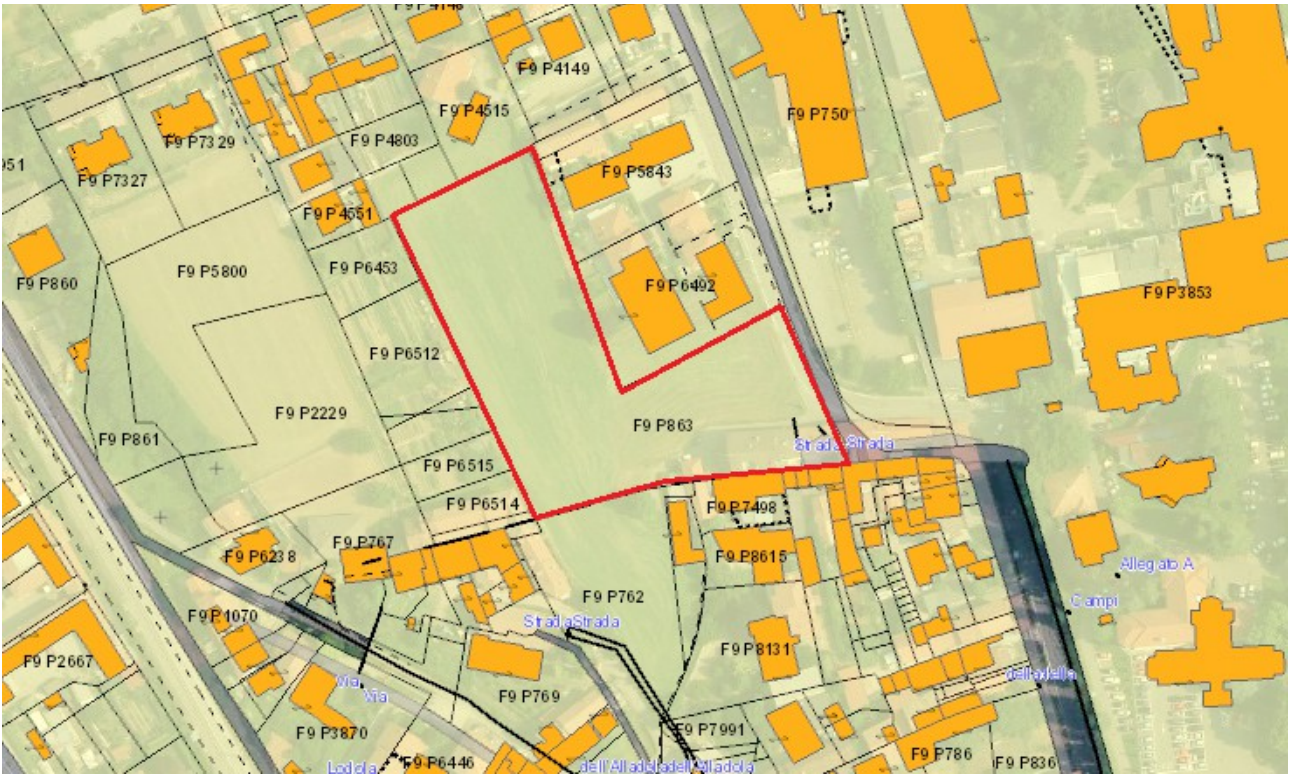 F9 P4149
F9 P4515
F9 P750
F9 P7329
F9 P4803
951
F9 P7327
F9 P5843
F9 P4551
F9 P6453
F9 P5800
F9 P860
F9 P6492
F9 P3853
F9 P6512
F9 P2229
F9 P863
F9 P861
Strada Strada
F9 P6515
F9 P6514
F9 P7498
F9 P767
F9 P6238
F9 P8615
Allegato A
F9 P762
Campi
F9 P1070
StradaStrada
F9 P8131
F9 P2667
delladella
Via
Via
F9 P769
F9 P7991
F9 P3870
F9 P786
F9 P6446
F9 P836
Lodola
dell'Alladoladell'Alladola